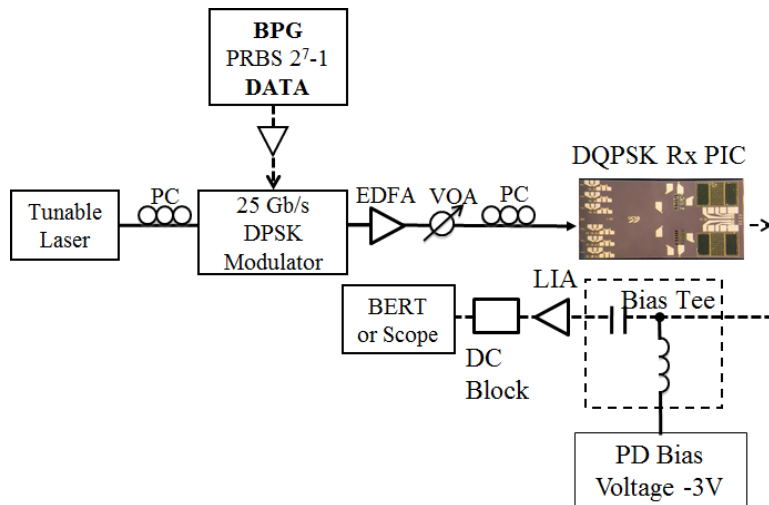 BPG
PRBS 2⁷-1
DATA
DQPSK Rx PIC
PC
EDFA
VOA
PC
Tunable
Laser
25 Gb/s
DPSK
Modulator
LIA
Bias Tee
BERT
or Scope
DC
Block
PD Bias
Voltage -3V